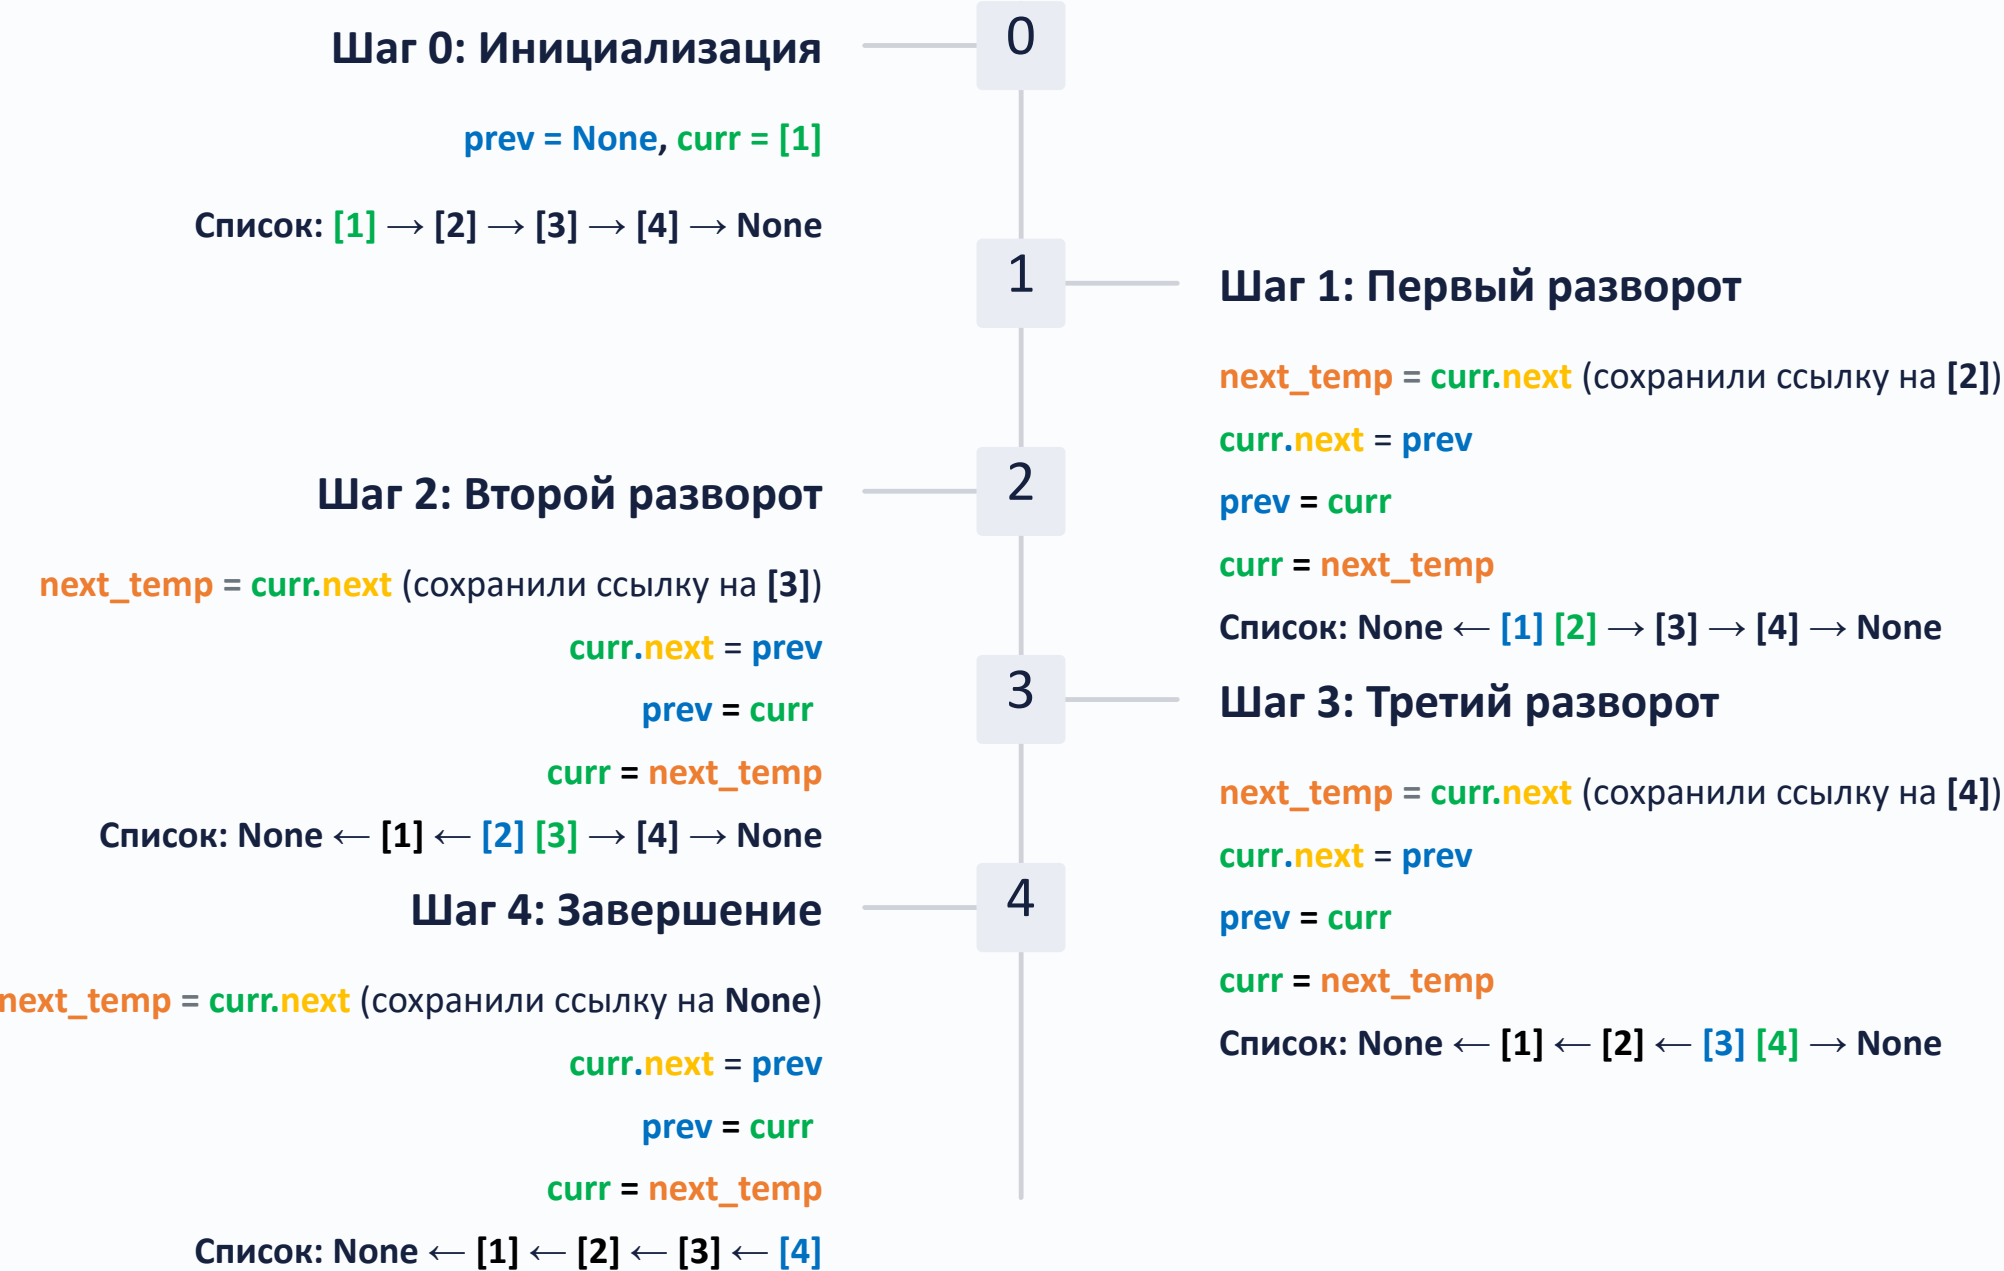 0
Шаг 0: Инициализация
prev = None, curr = [1]
Список: [1] → [2] → [3] → [4] → None
1
Шаг 1: Первый разворот
next_temp = curr.next (сохранили ссылку на [2])
curr.next = prev
prev = curr
curr = next_temp
Список: None ← [1] [2] → [3] → [4] → None
2
Шаг 2: Второй разворот
next_temp = curr.next (сохранили ссылку на [3])
curr.next = prev
prev = curr
curr = next_temp
Список: None ← [1] ← [2] [3] → [4] → None
3
Шаг 3: Третий разворот
next_temp = curr.next (сохранили ссылку на [4])
curr.next = prev
prev = curr
curr = next_temp
Список: None ← [1] ← [2] ← [3] [4] → None
4
Шаг 4: Завершение
next_temp = curr.next (сохранили ссылку на None)
curr.next = prev
prev = curr
curr = next_temp
Список: None ← [1] ← [2] ← [3] ← [4]